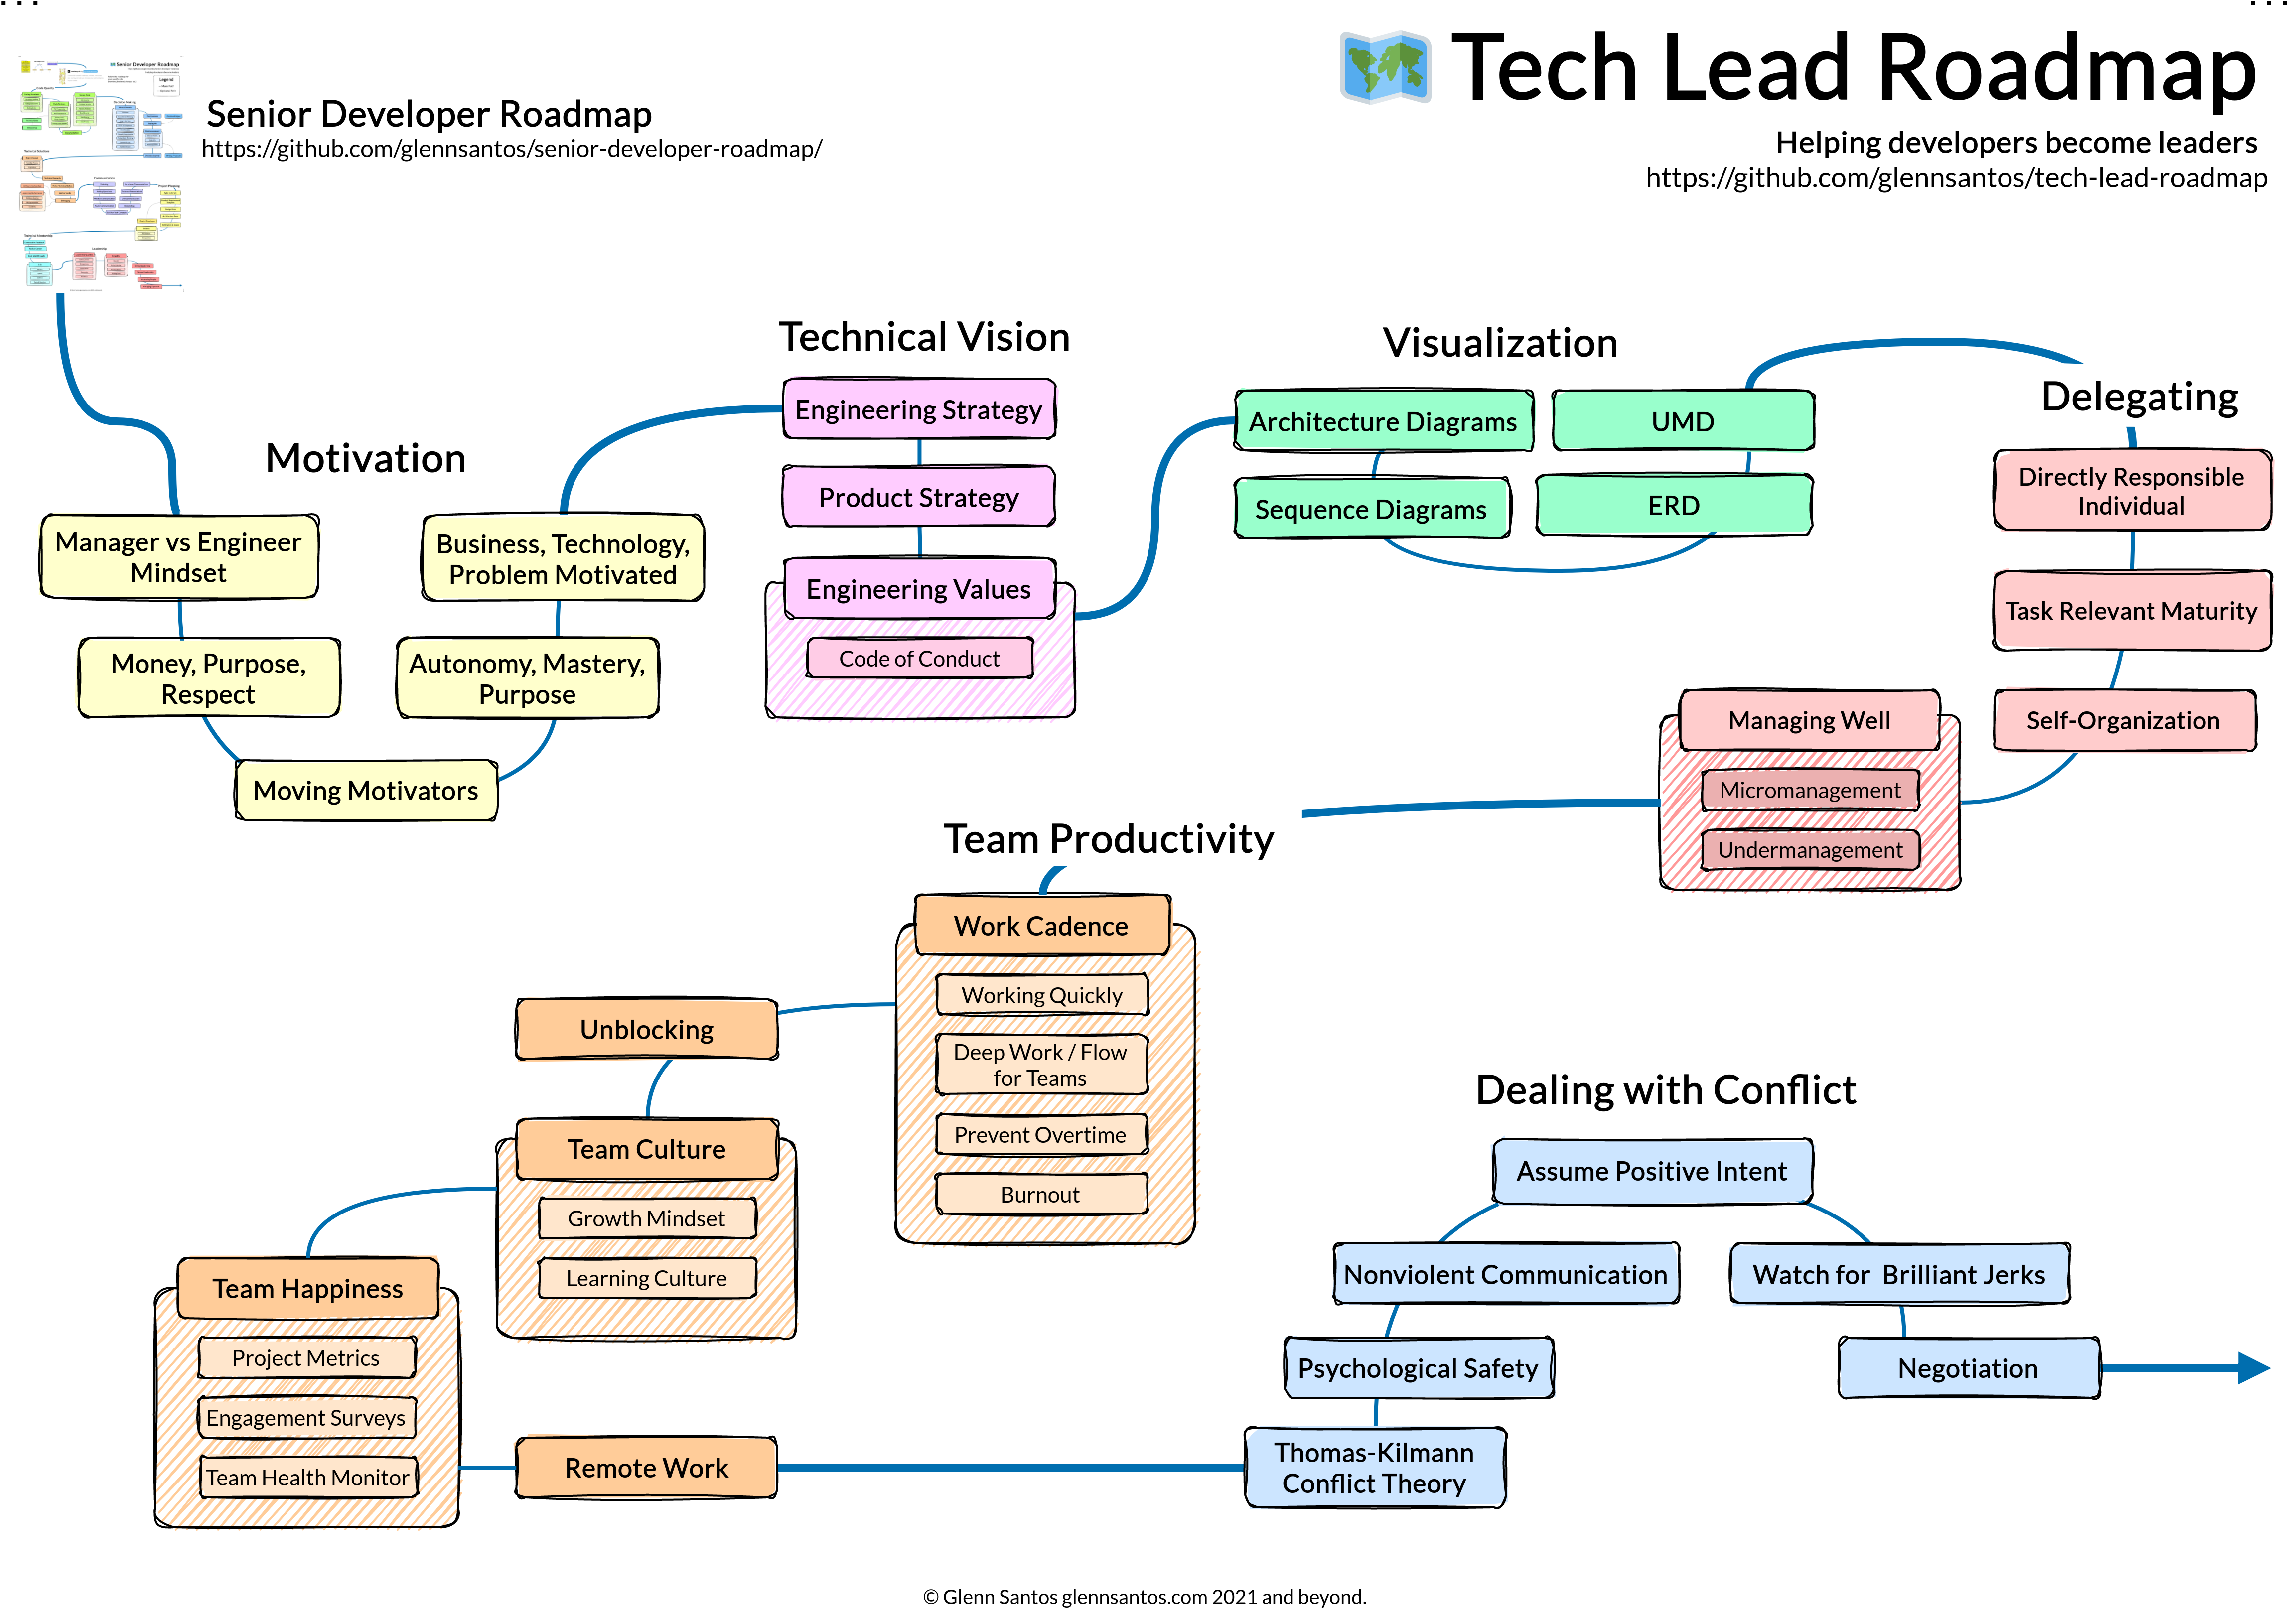 Tech Lead Roadmap
Helping developers become leaders
https://github.com/glennsantos/tech-lead-roadmap
Senior Developer Roadmap
Senior Developer Roadmap
https://github.com/glennsantos/senior-developer-roadmap/
Motivation
Manager vs Engineer
Mindset
Money, Purpose,
Respect
Moving Motivators
Autonomy, Mastery,
Purpose
Business, Technology,
Problem Motivated
Technical Vision
Engineering Strategy
Product Strategy
Engineering Values
Code of Conduct
Visualization
Architecture Diagrams
Sequence Diagrams
ERD
UMD
Delegating
Directly Responsible
Individual
Task Relevant Maturity
Self-Organization
Managing Well
Micromanagement
Undermanagement
Team Productivity
Work Cadence
Working Quickly
Deep Work / Flow
for Teams
Prevent Overtime
Burnout
Unblocking
Team Culture
Growth Mindset
Learning Culture
Team Happiness
Project Metrics
Engagement Surveys
Team Health Monitor
Remote Work
Dealing with Conflict
Thomas-Kilmann
Conflict Theory
Psychological Safety
Nonviolent Communication
Assume Positive Intent
Watch for Brilliant Jerks
Negotiation
© Glenn Santos glennsantos.com 2021 and beyond.